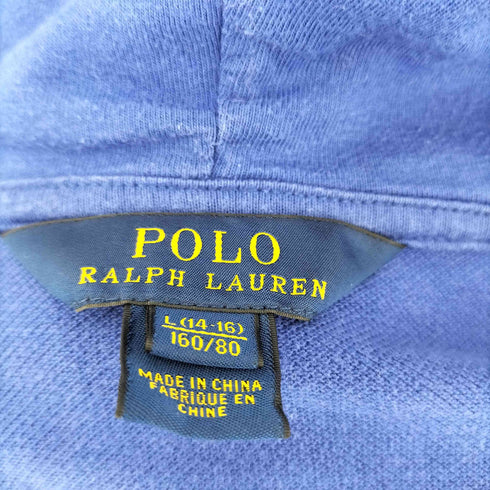 POLO
RALPH LAUREN
L (14-16)
160/80
MADE IN CHINA
FABRIQUE EN
CHINE